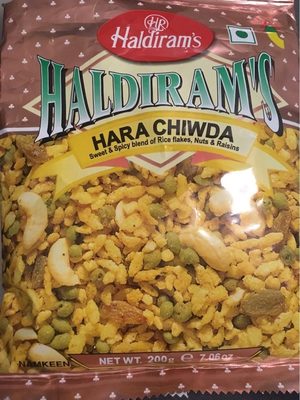 HR
Haldiram's
HALDIRAM'S
HARA CHIWDA
Sweet & Spicy blend of Rice flakes, Nuts & Raisins
NAMKEEN
NET WT. 200g ℮ 7.06oz